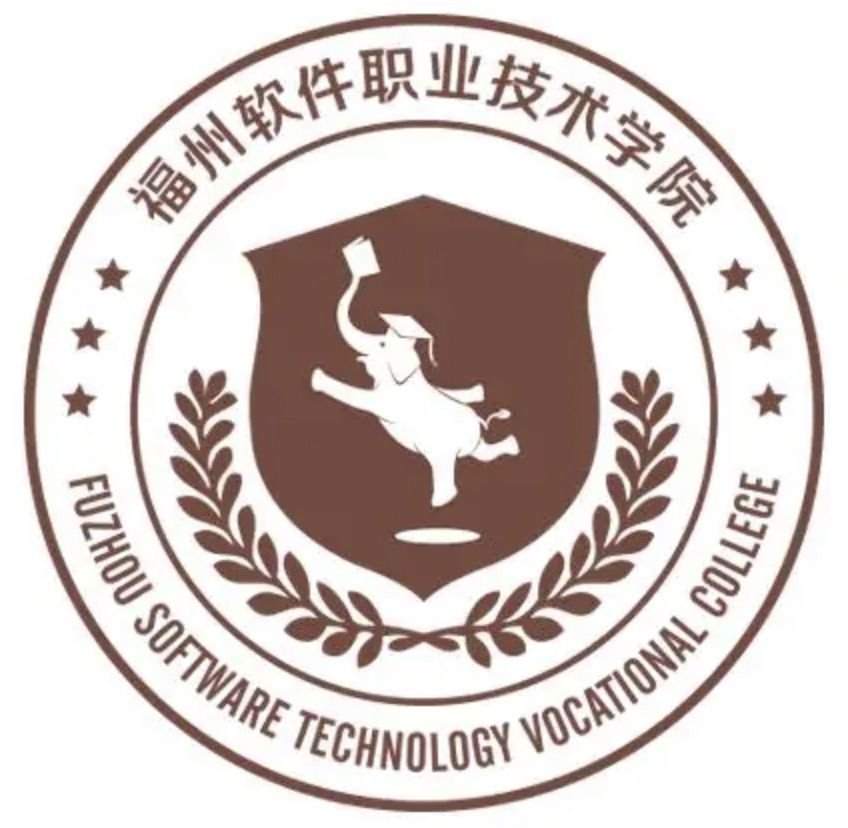 福州软件职业技术学院
FUZHOU SOFTWARE TECHNOLOGY VOCATIONAL COLLEGE